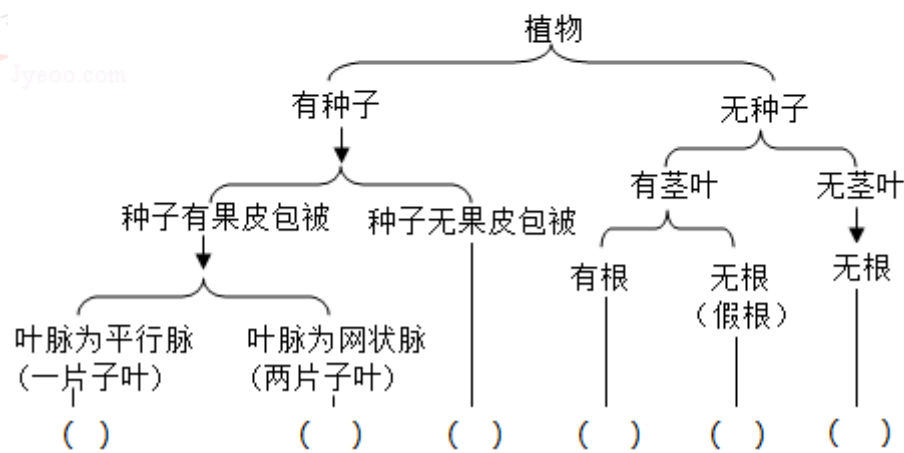 植物
Jyeoo.com
有种子 无种子
有茎叶 无茎叶
种子有果皮包被 种子无果皮包被
有根 无根 无根
(假根)
叶脉为平行脉 叶脉为网状脉
(一片子叶) (两片子叶)
( ) ( ) ( ) ( ) ( ) ( )